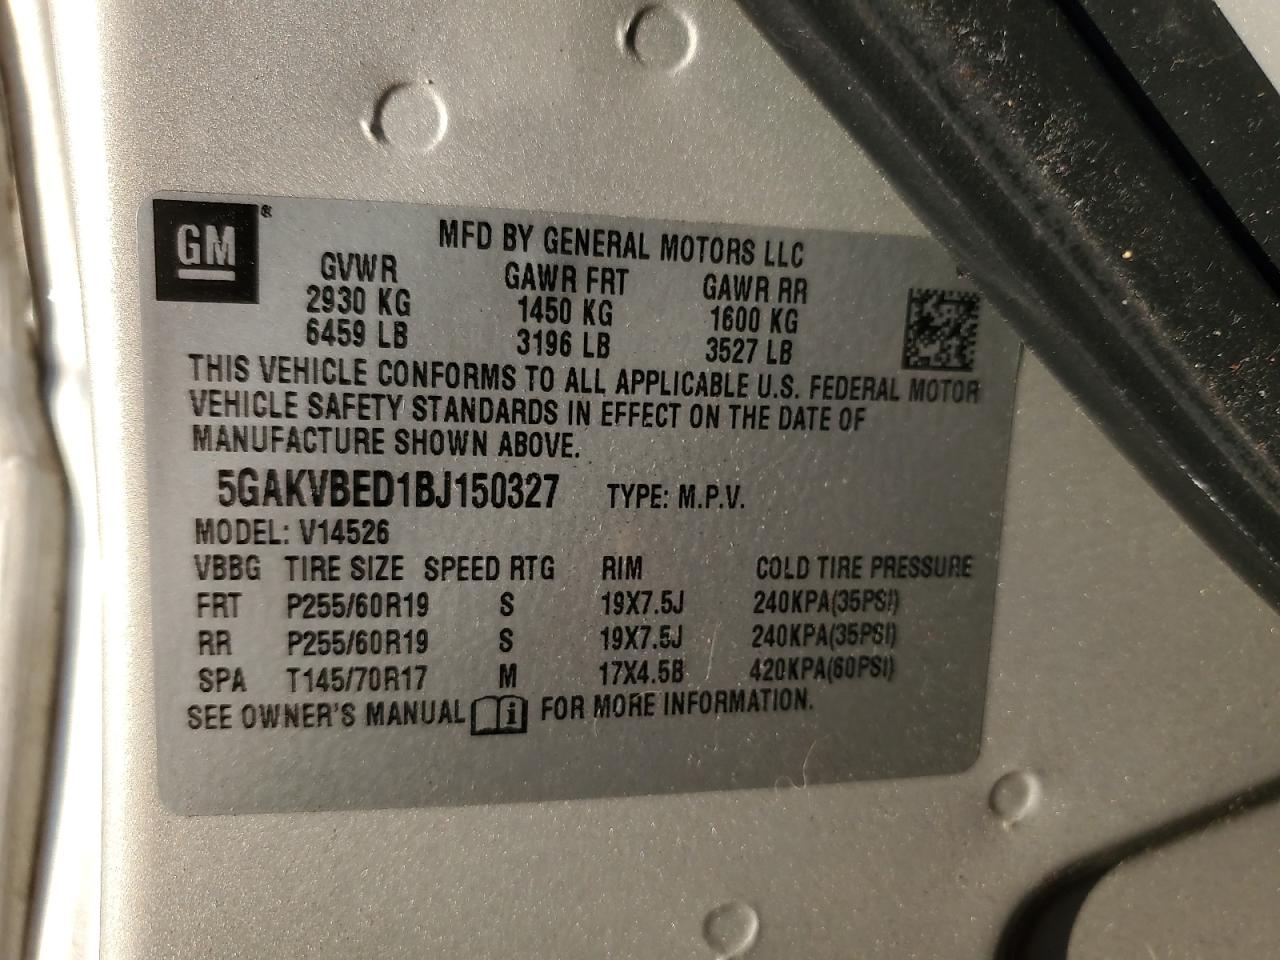 GM ®
MFD BY GENERAL MOTORS LLC
GVWR GAWR FRT GAWR RR
2930 KG 1450 KG 1600 KG
6459 LB 3196 LB 3527 LB
THIS VEHICLE CONFORMS TO ALL APPLICABLE U.S. FEDERAL MOTOR
VEHICLE SAFETY STANDARDS IN EFFECT ON THE DATE OF
MANUFACTURE SHOWN ABOVE.
5GAKVBED1BJ150327 TYPE: M.P.V.
MODEL: V14526
VBBG TIRE SIZE SPEED RTG RIM COLD TIRE PRESSURE
FRT P255/60R19 S 19X7.5J 240KPA(35PSI)
RR P255/60R19 S 19X7.5J 240KPA(35PSI)
SPA T145/70R17 M 17X4.5B 420KPA(60PSI)
SEE OWNER'S MANUAL i FOR MORE INFORMATION.